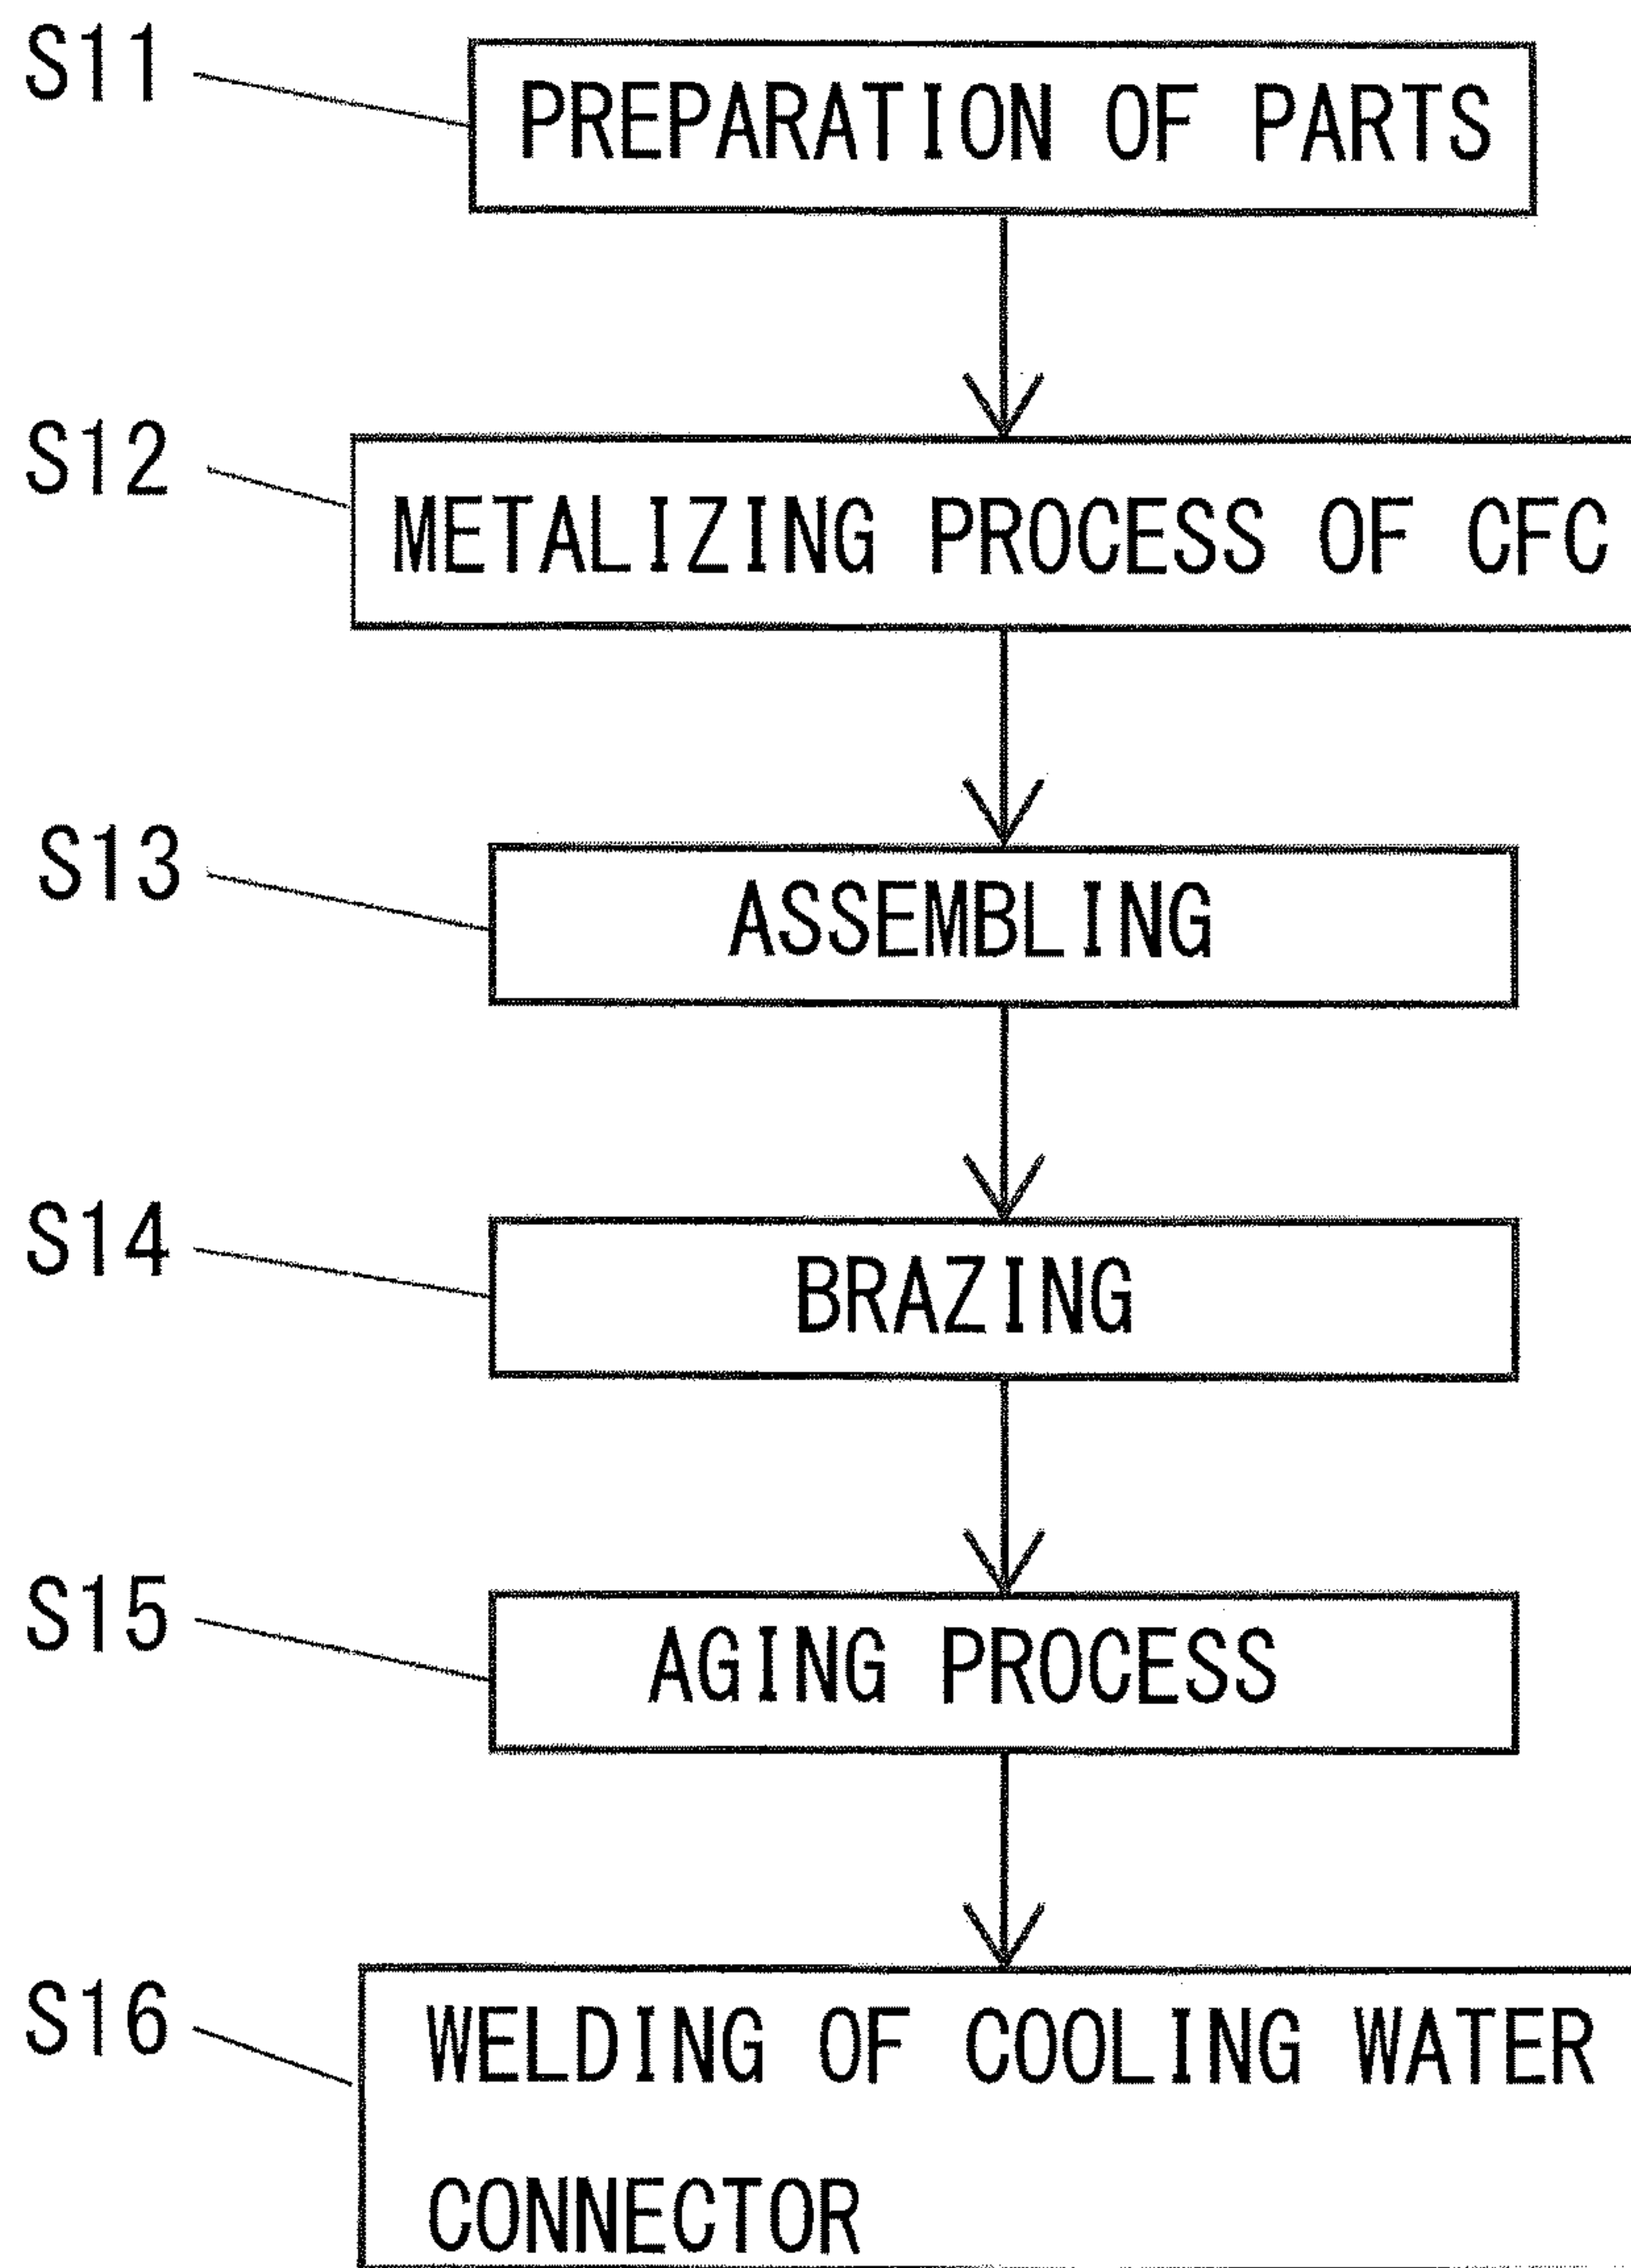 S11
PREPARATION OF PARTS
S12
METALIZING PROCESS OF CFC
S13
ASSEMBLING
S14
BRAZING
S15
AGING PROCESS
S16
WELDING OF COOLING WATER
CONNECTOR